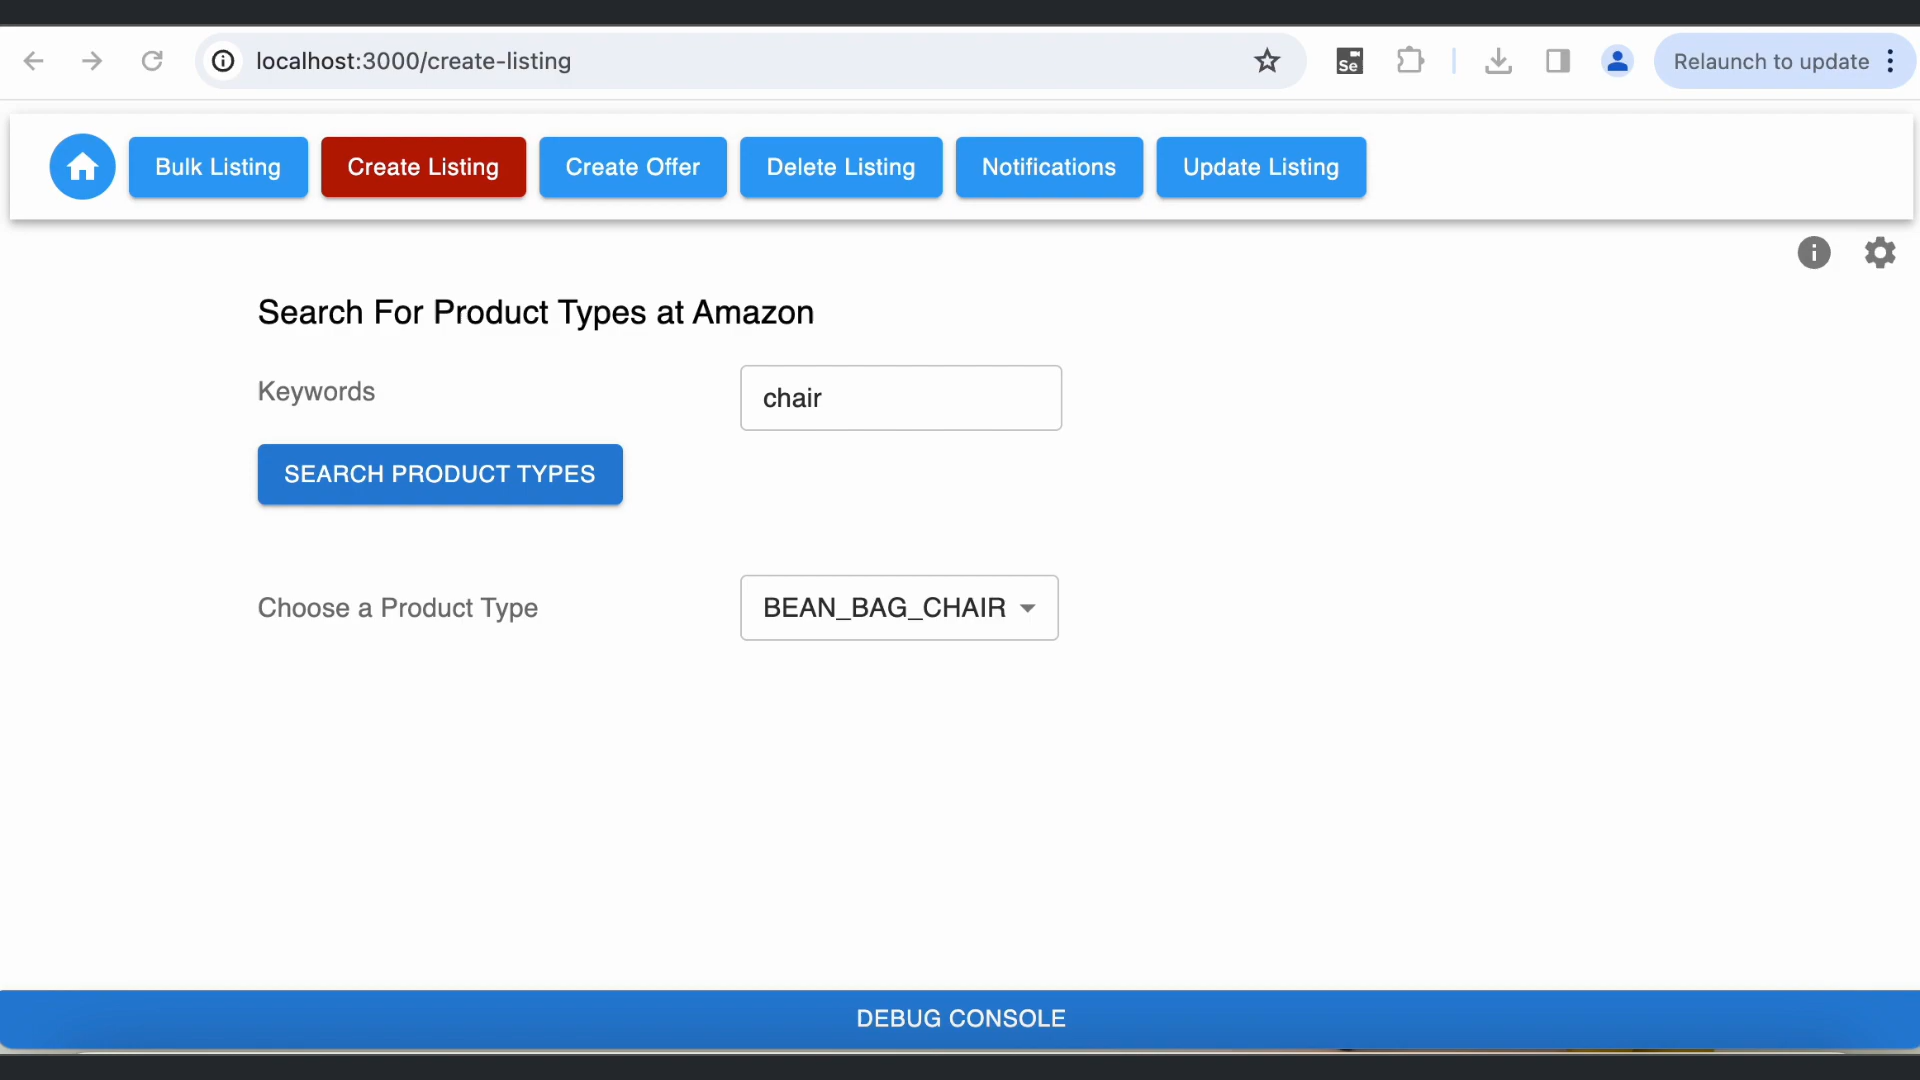 localhost:3000/create-listing
Se
Relaunch to update
Bulk Listing
Create Listing
Create Offer
Delete Listing
Notifications
Update Listing
Search For Product Types at Amazon
Keywords
chair
SEARCH PRODUCT TYPES
Choose a Product Type
BEAN_BAG_CHAIR
DEBUG CONSOLE